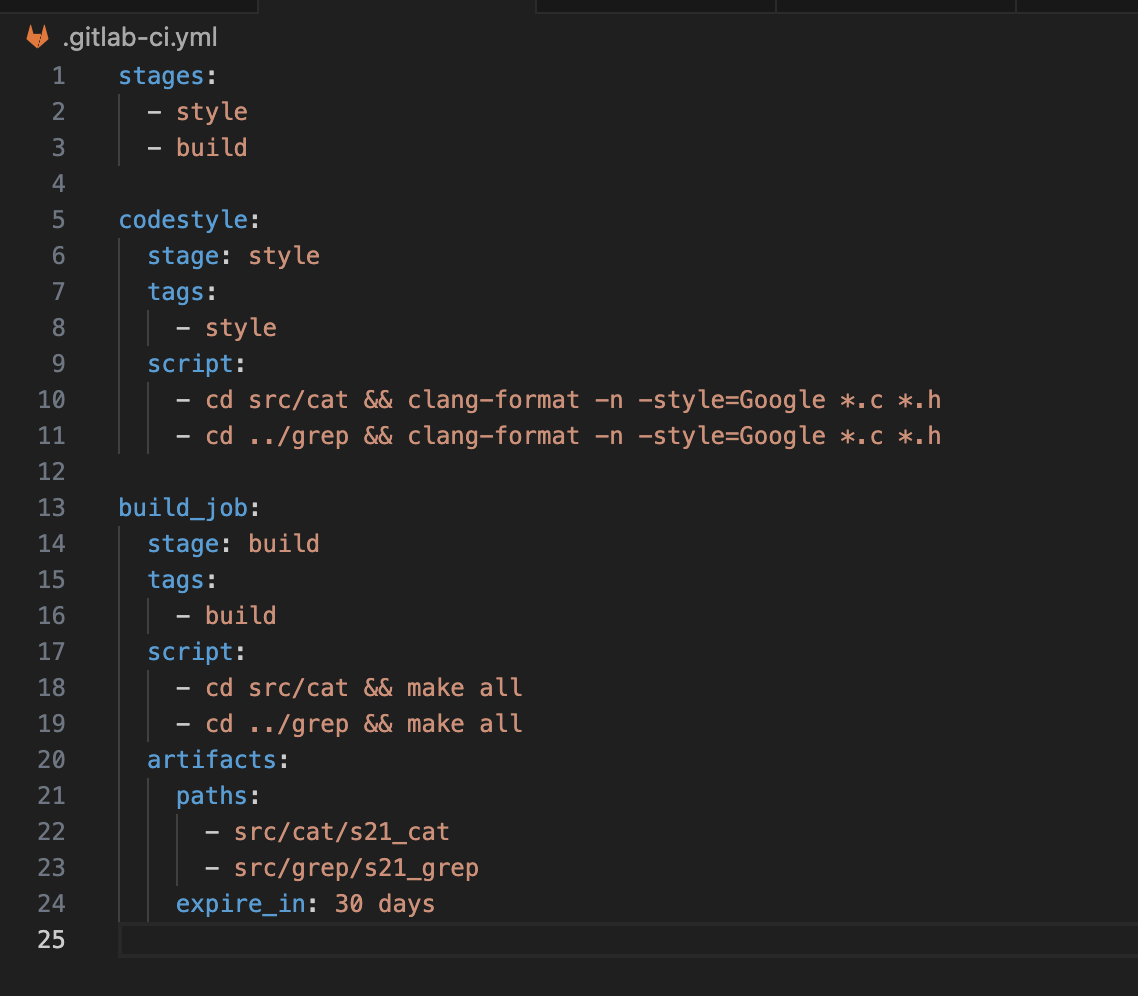 .gitlab-ci.yml
1 stages:
2   - style
3   - build
4
5 codestyle:
6   stage: style
7   tags:
8     - style
9   script:
10     - cd src/cat && clang-format -n -style=Google *.c *.h
11     - cd ../grep && clang-format -n -style=Google *.c *.h
12
13 build_job:
14   stage: build
15   tags:
16     - build
17   script:
18     - cd src/cat && make all
19     - cd ../grep && make all
20   artifacts:
21     paths:
22       - src/cat/s21_cat
23       - src/grep/s21_grep
24     expire_in: 30 days
25